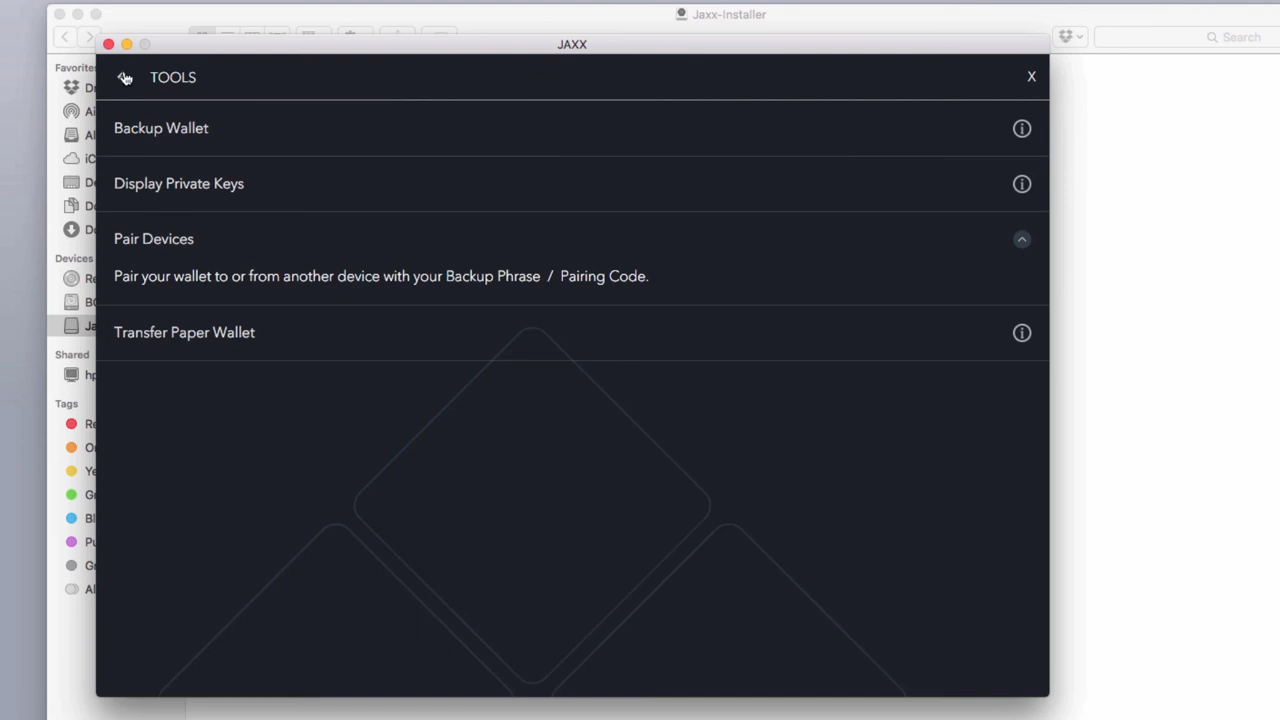 Jaxx-Installer
Search
JAXX
TOOLS
X
Backup Wallet
Display Private Keys
Pair Devices
Pair your wallet to or from another device with your Backup Phrase / Pairing Code.
Transfer Paper Wallet
Favorites
Devices
Shared
Tags